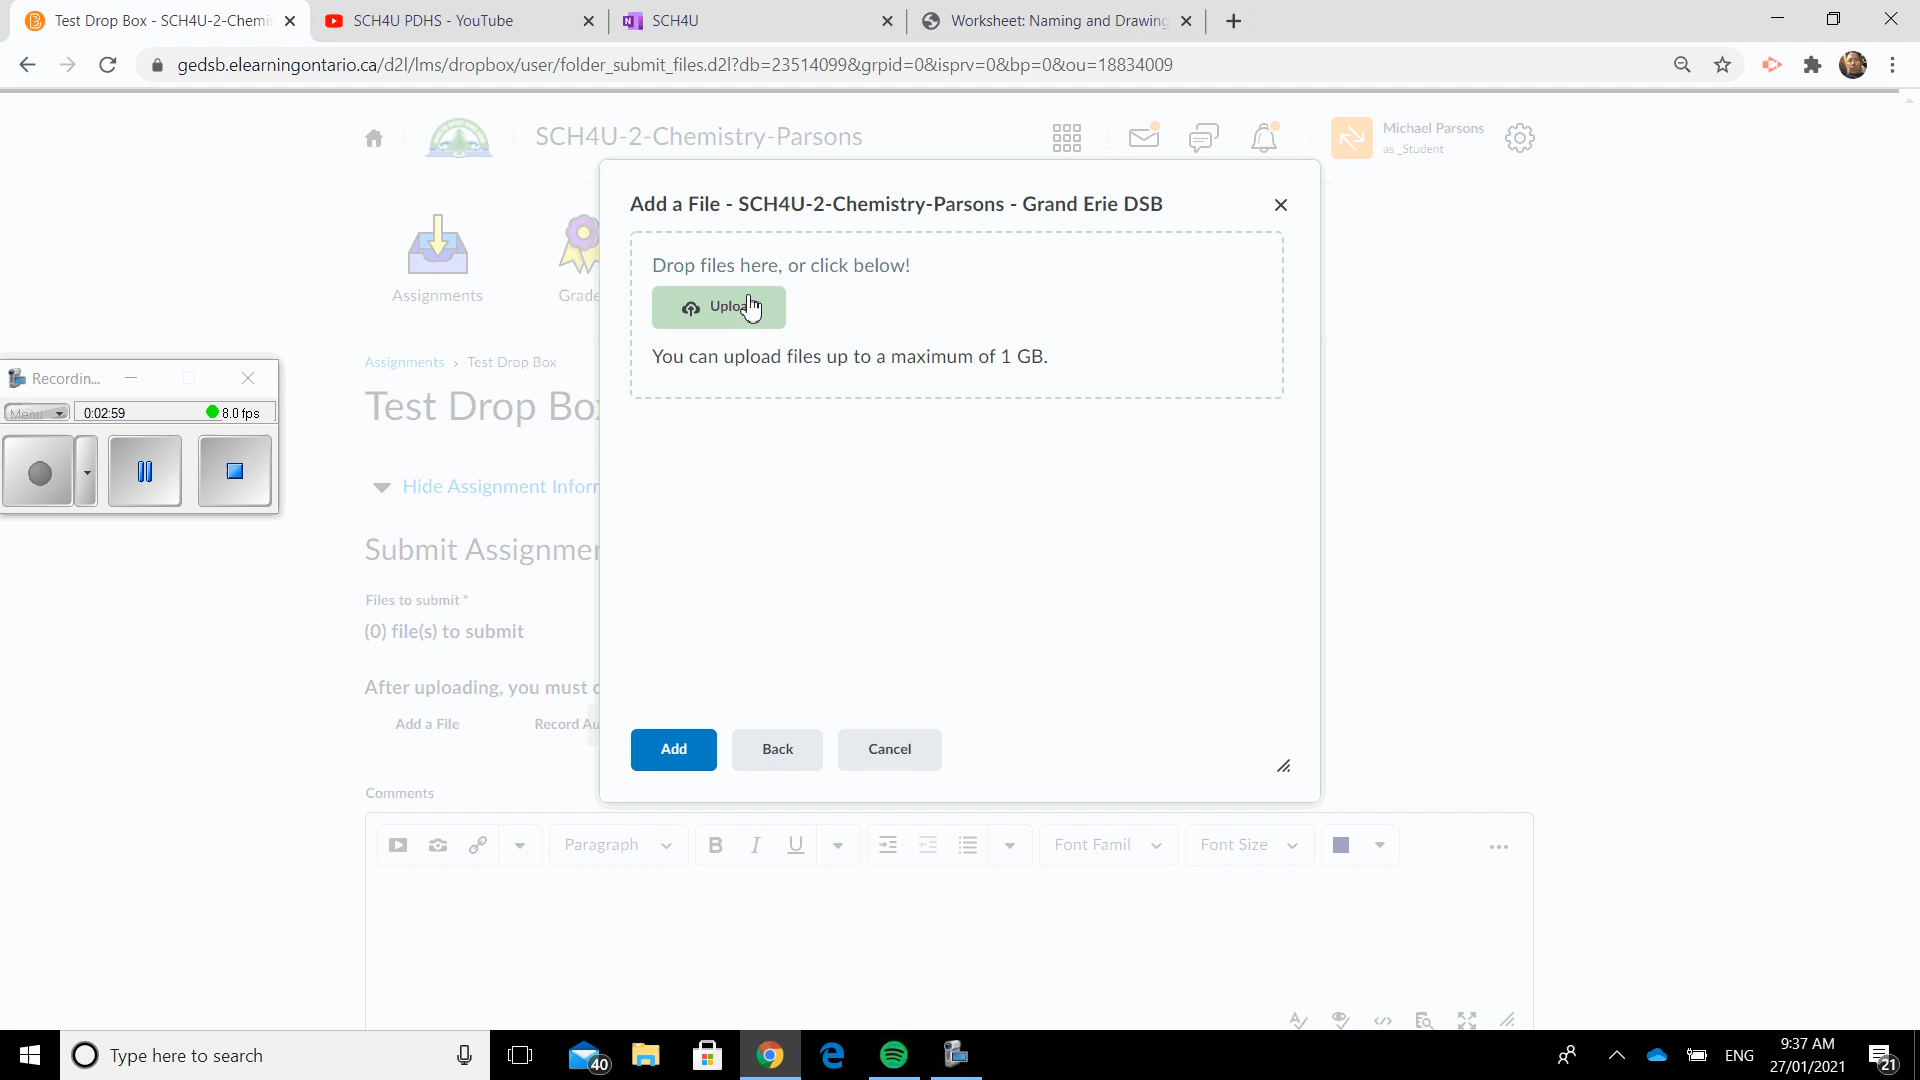 Test Drop Box - SCH4U-2-Chemis
SCH4U PDHS - YouTube
SCH4U
Worksheet: Naming and Drawing
gedsb.elearningontario.ca/d2l/lms/dropbox/user/folder_submit_files.d2l?db=23514099&grpid=0&isprv=0&bp=0&ou=18834009
SCH4U-2-Chemistry-Parsons
Michael Parsons
as _Student
Add a File - SCH4U-2-Chemistry-Parsons - Grand Erie DSB
Drop files here, or click below!
Upload
You can upload files up to a maximum of 1 GB.
Assignments
Grade
Assignments › Test Drop Box
Test Drop Box
Recordin...
Menu
0:02:59
8.0 fps
Hide Assignment Inforr
Submit Assignmen
Files to submit *
(0) file(s) to submit
After uploading, you must c
Add a File
Record Au
Add
Back
Cancel
Comments
Paragraph
B
I
U
Font Famil
Font Size
Type here to search
40
ENG
9:37 AM
27/01/2021
21